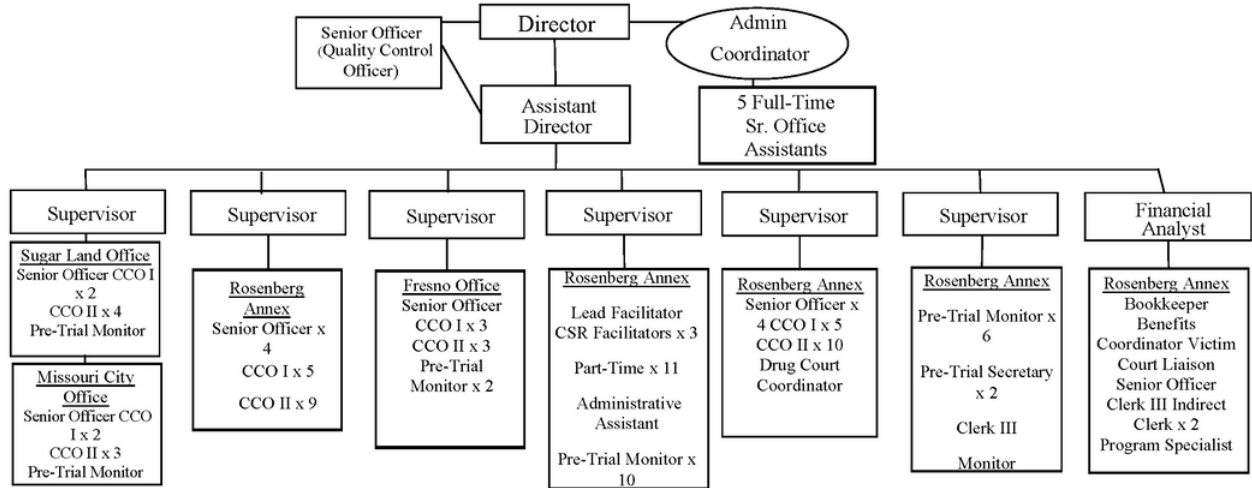 Director
Admin
Coordinator
Senior Officer
(Quality Control
Officer)
Assistant
Director
5 Full-Time
Sr. Office
Assistants
Supervisor
Sugar Land Office
Senior Officer CCO I
x 2
CCO II x 4
Pre-Trial Monitor
Missouri City
Office
Senior Officer CCO
I x 2
CCO II x 3
Pre-Trial Monitor
Supervisor
Rosenberg
Annex
Senior Officer x
4
CCO I x 5
CCO II x 9
Supervisor
Fresno Office
Senior Officer
CCO I x 3
CCO II x 3
Pre-Trial
Monitor x 2
Supervisor
Rosenberg Annex
Lead Facilitator
CSR Facilitators x 3
Part-Time x 11
Administrative
Assistant
Pre-Trial Monitor x
10
Supervisor
Rosenberg Annex
Senior Officer x
4 CCO I x 5
CCO II x 10
Drug Court
Coordinator
Supervisor
Rosenberg Annex
Pre-Trial Monitor x
6
Pre-Trial Secretary
x 2
Clerk III
Monitor
Financial
Analyst
Rosenberg Annex
Bookkeeper
Benefits
Coordinator Victim
Court Liaison
Senior Officer
Clerk III Indirect
Clerk x 2
Program Specialist